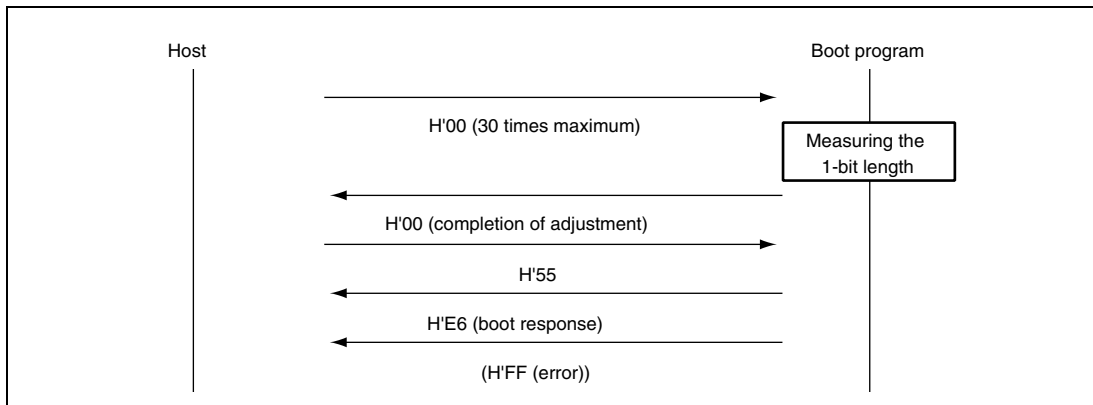 Host
Boot program
H'00 (30 times maximum)
Measuring the
1-bit length
H'00 (completion of adjustment)
H'55
H'E6 (boot response)
(H'FF (error))